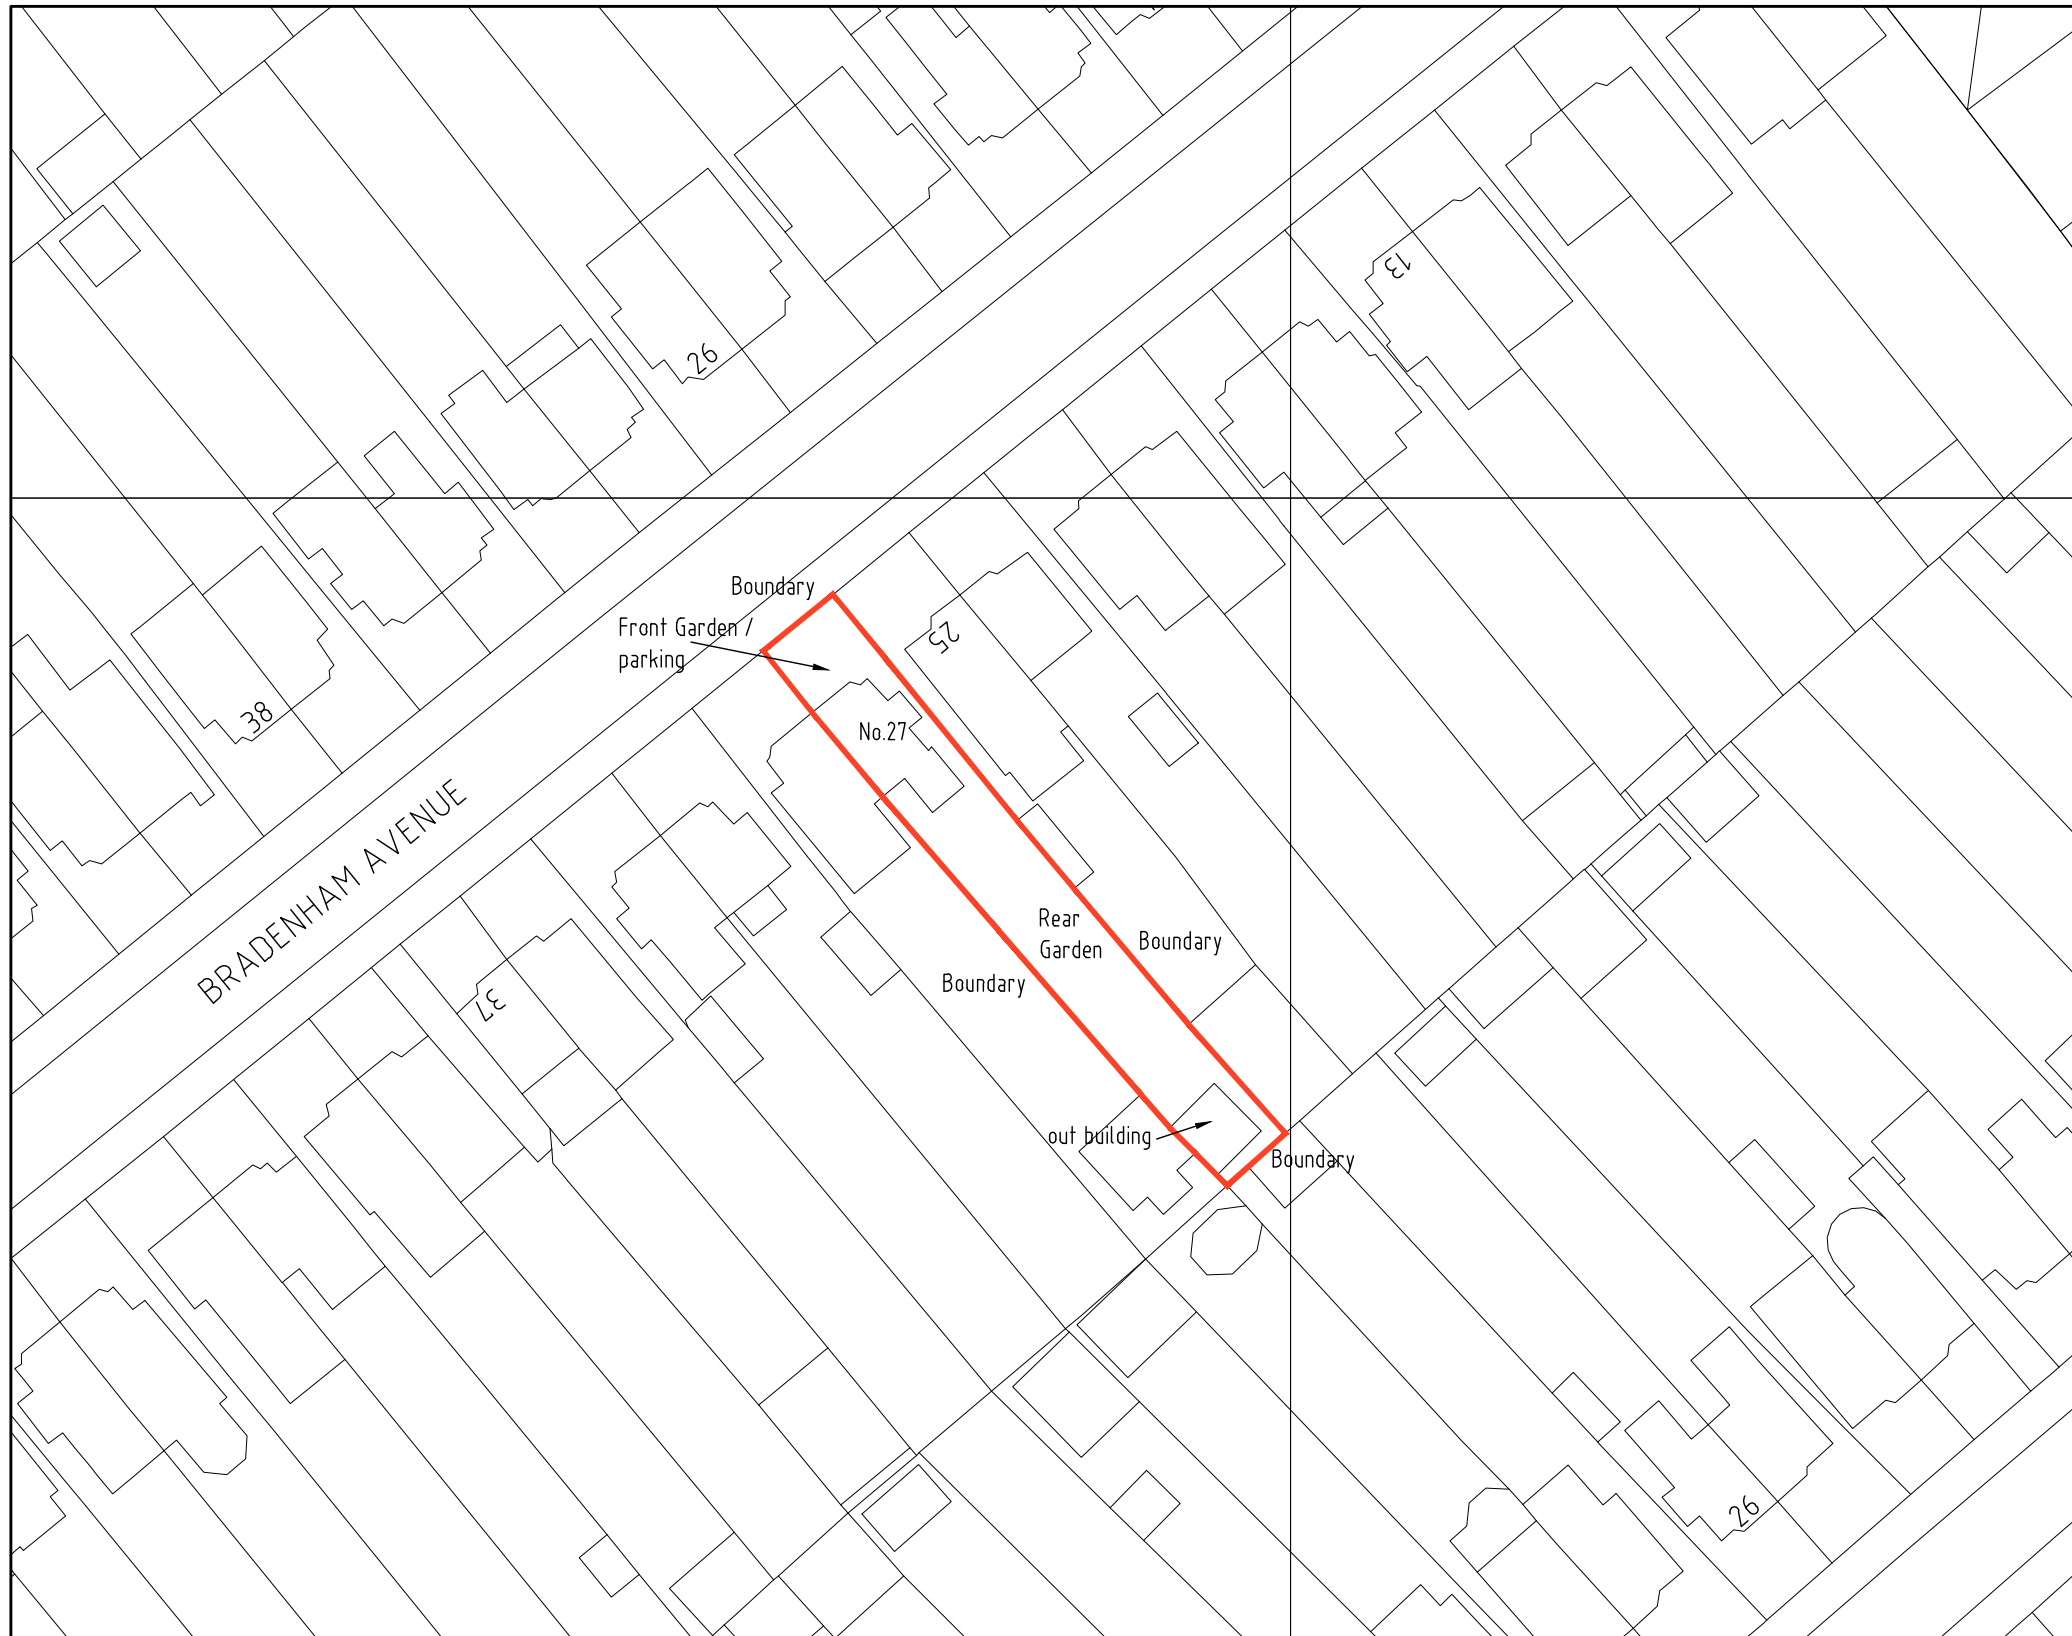 13
26
Boundary
Front Garden /
parking
25
38
No.27
BRADENHAM AVENUE
Rear
Garden
Boundary
Boundary
37
out building
Boundary
26